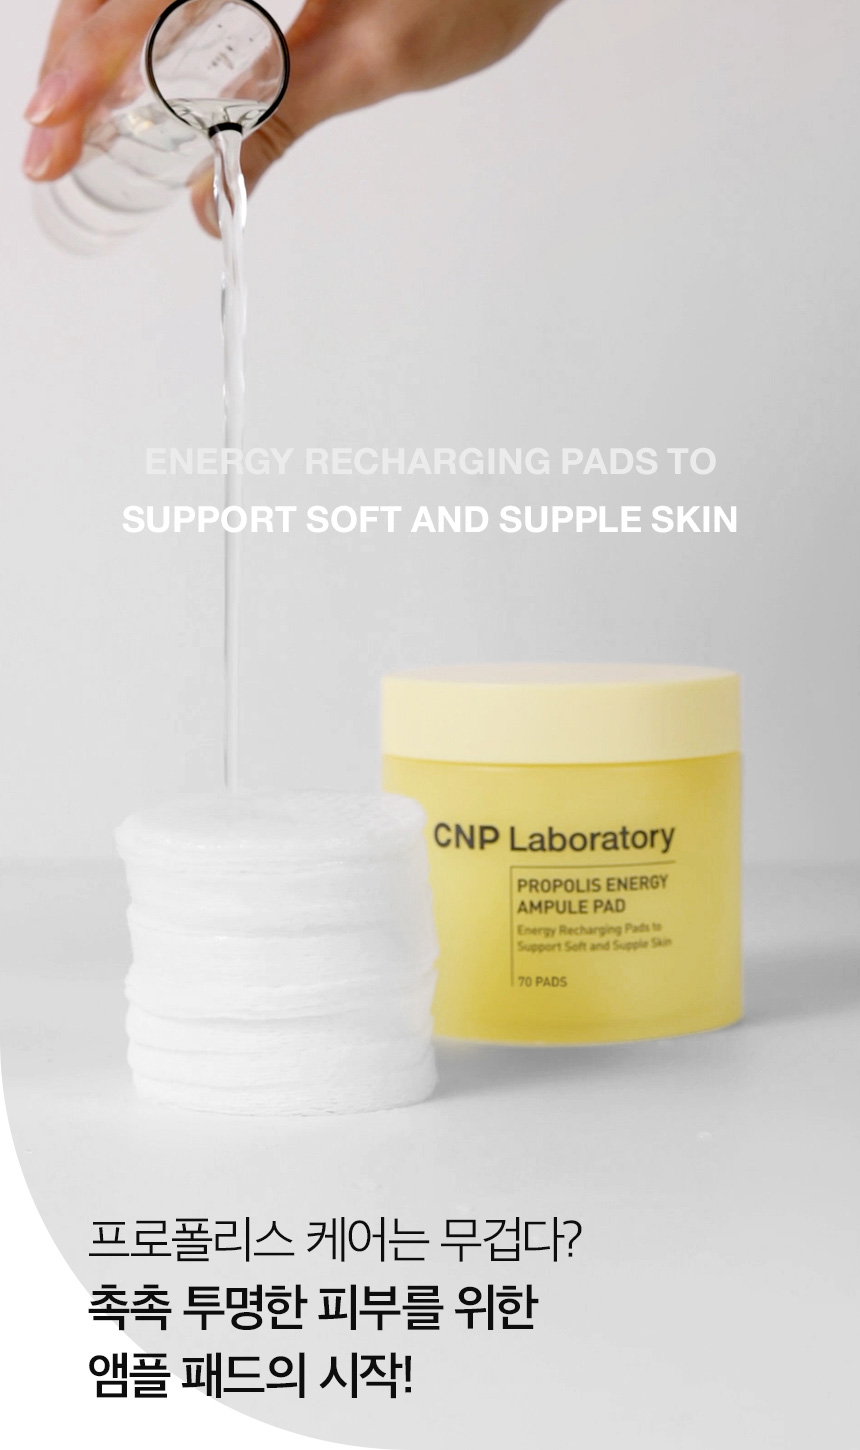 ENERGY RECHARGING PADS TO
SUPPORT SOFT AND SUPPLE SKIN
CNP Laboratory
PROPOLIS ENERGY
AMPULE PAD
Energy Recharging Pads to
Support Soft and Supple Skin
70 PADS
프로폴리스 케어는 무겁다?
촉촉 투명한 피부를 위한
앰플 패드의 시작!